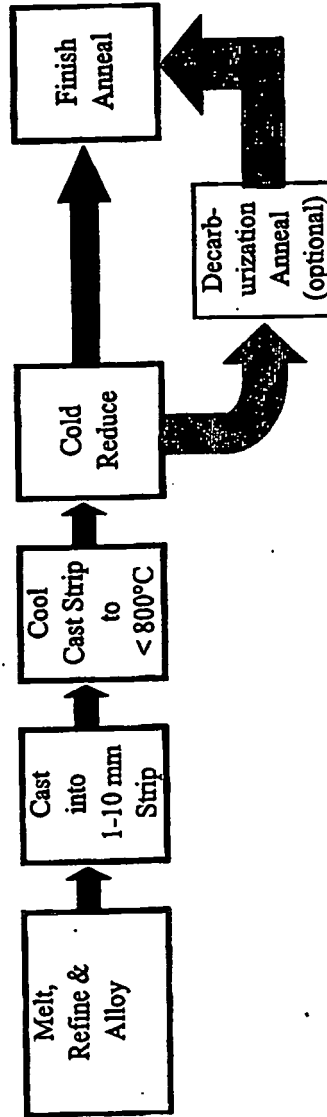 Melt,
Refine &
Alloy
Cast
into
1-10 mm
Strip
Cool
Cast Strip
to
< 800°C
Cold
Reduce
Decarb-
urization
Anneal
(optional)
Finish
Anneal